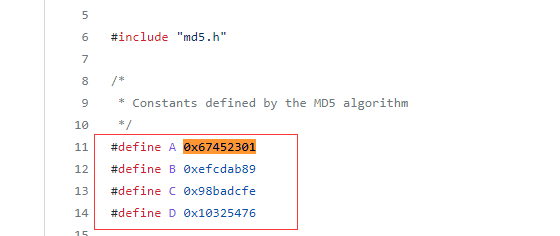 5
6 #include "md5.h"
7
8 /*
9 * Constants defined by the MD5 algorithm
10 */
11 #define A 0x67452301
12 #define B 0xefcdab89
13 #define C 0x98badcfe
14 #define D 0x10325476
15